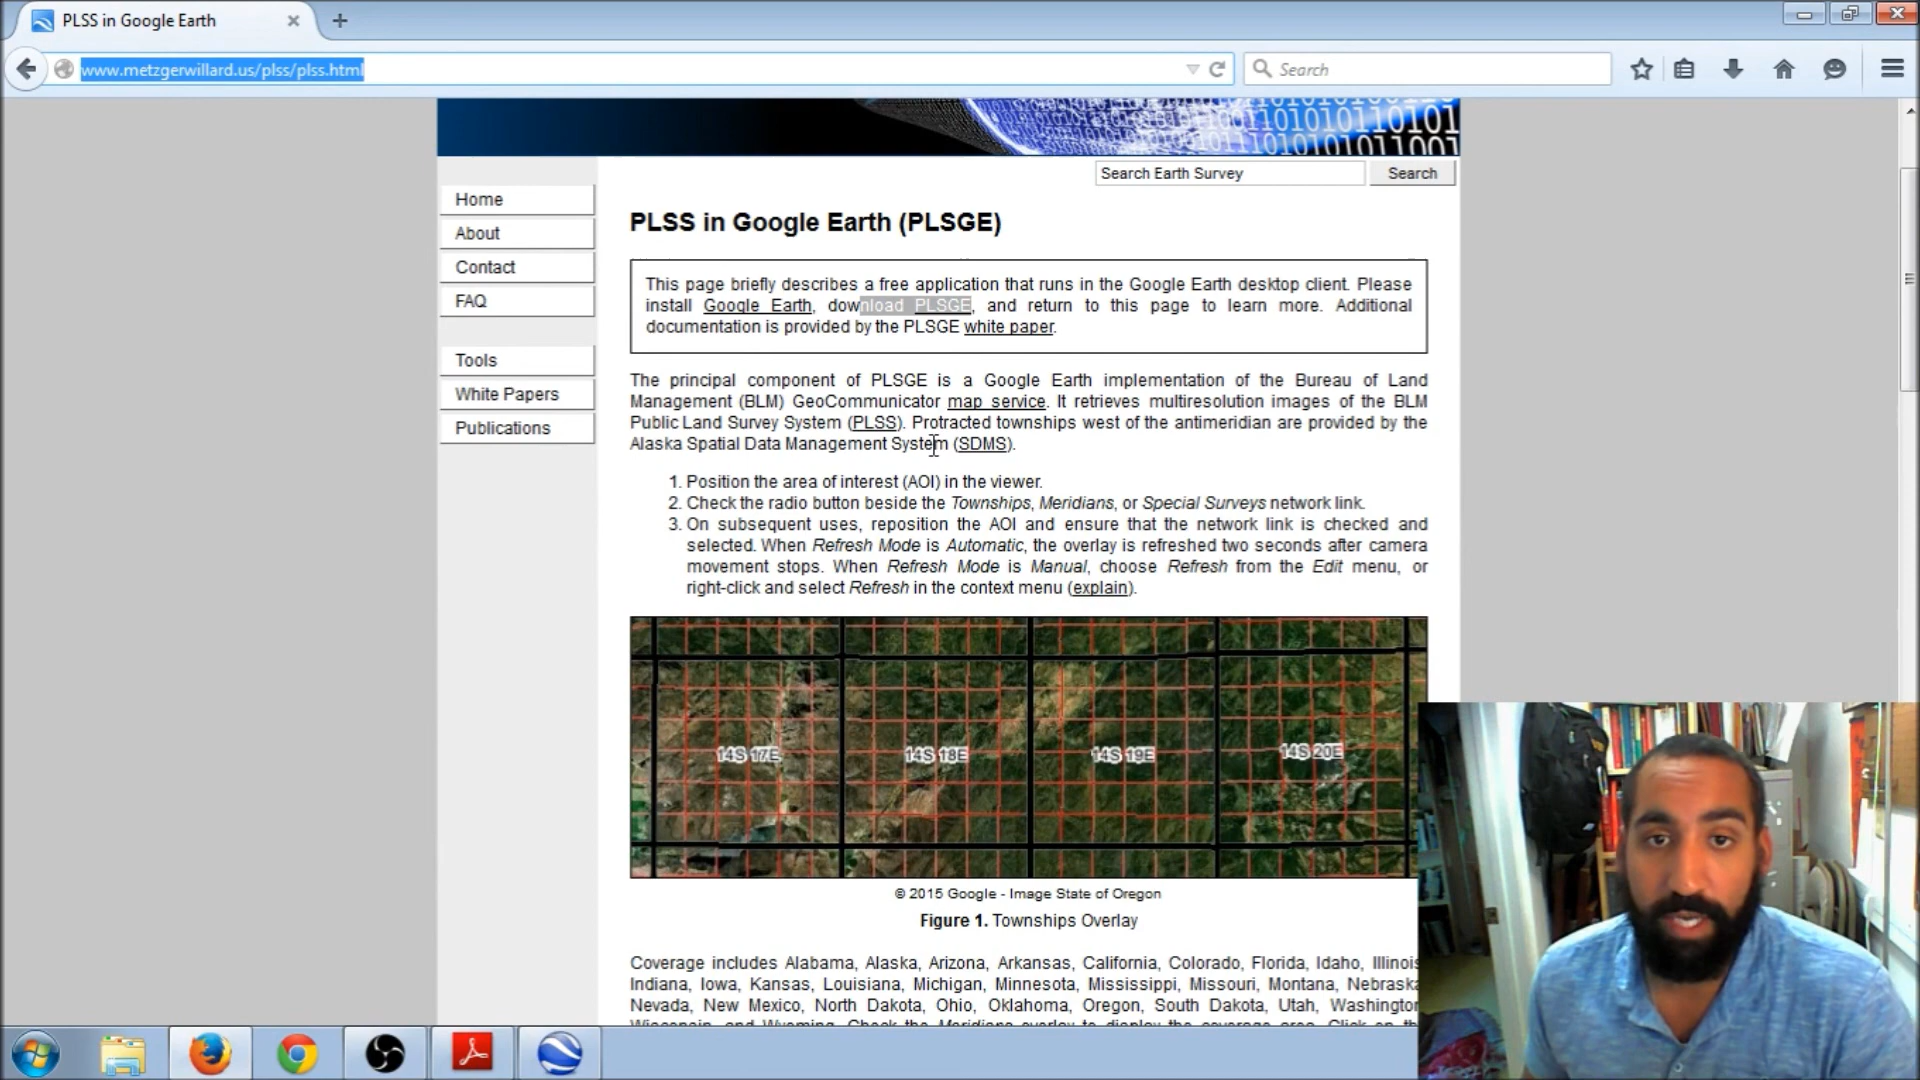 PLSS in Google Earth
www.metzgerwillard.us/plss/plss.html
Search
Search Earth Survey
Search
Home
About
Contact
FAQ
Tools
White Papers
Publications
PLSS in Google Earth (PLSGE)
This page briefly describes a free application that runs in the Google Earth desktop client. Please
install Google Earth, download PLSGE, and return to this page to learn more. Additional
documentation is provided by the PLSGE white paper.
The principal component of PLSGE is a Google Earth implementation of the Bureau of Land
Management (BLM) GeoCommunicator map service. It retrieves multiresolution images of the BLM
Public Land Survey System (PLSS). Protracted townships west of the antimeridian are provided by the
Alaska Spatial Data Management System (SDMS).
1. Position the area of interest (AOI) in the viewer.
2. Check the radio button beside the Townships, Meridians, or Special Surveys network link.
3. On subsequent uses, reposition the AOI and ensure that the network link is checked and
selected. When Refresh Mode is Automatic, the overlay is refreshed two seconds after camera
movement stops. When Refresh Mode is Manual, choose Refresh from the Edit menu, or
right-click and select Refresh in the context menu (explain).
14S 17E
14S 18E
14S 19E
14S 20E
© 2015 Google - Image State of Oregon
Figure 1. Townships Overlay
Coverage includes Alabama, Alaska, Arizona, Arkansas, California, Colorado, Florida, Idaho, Illinois
Indiana, Iowa, Kansas, Louisiana, Michigan, Minnesota, Mississippi, Missouri, Montana, Nebraska
Nevada, New Mexico, North Dakota, Ohio, Oklahoma, Oregon, South Dakota, Utah, Washington